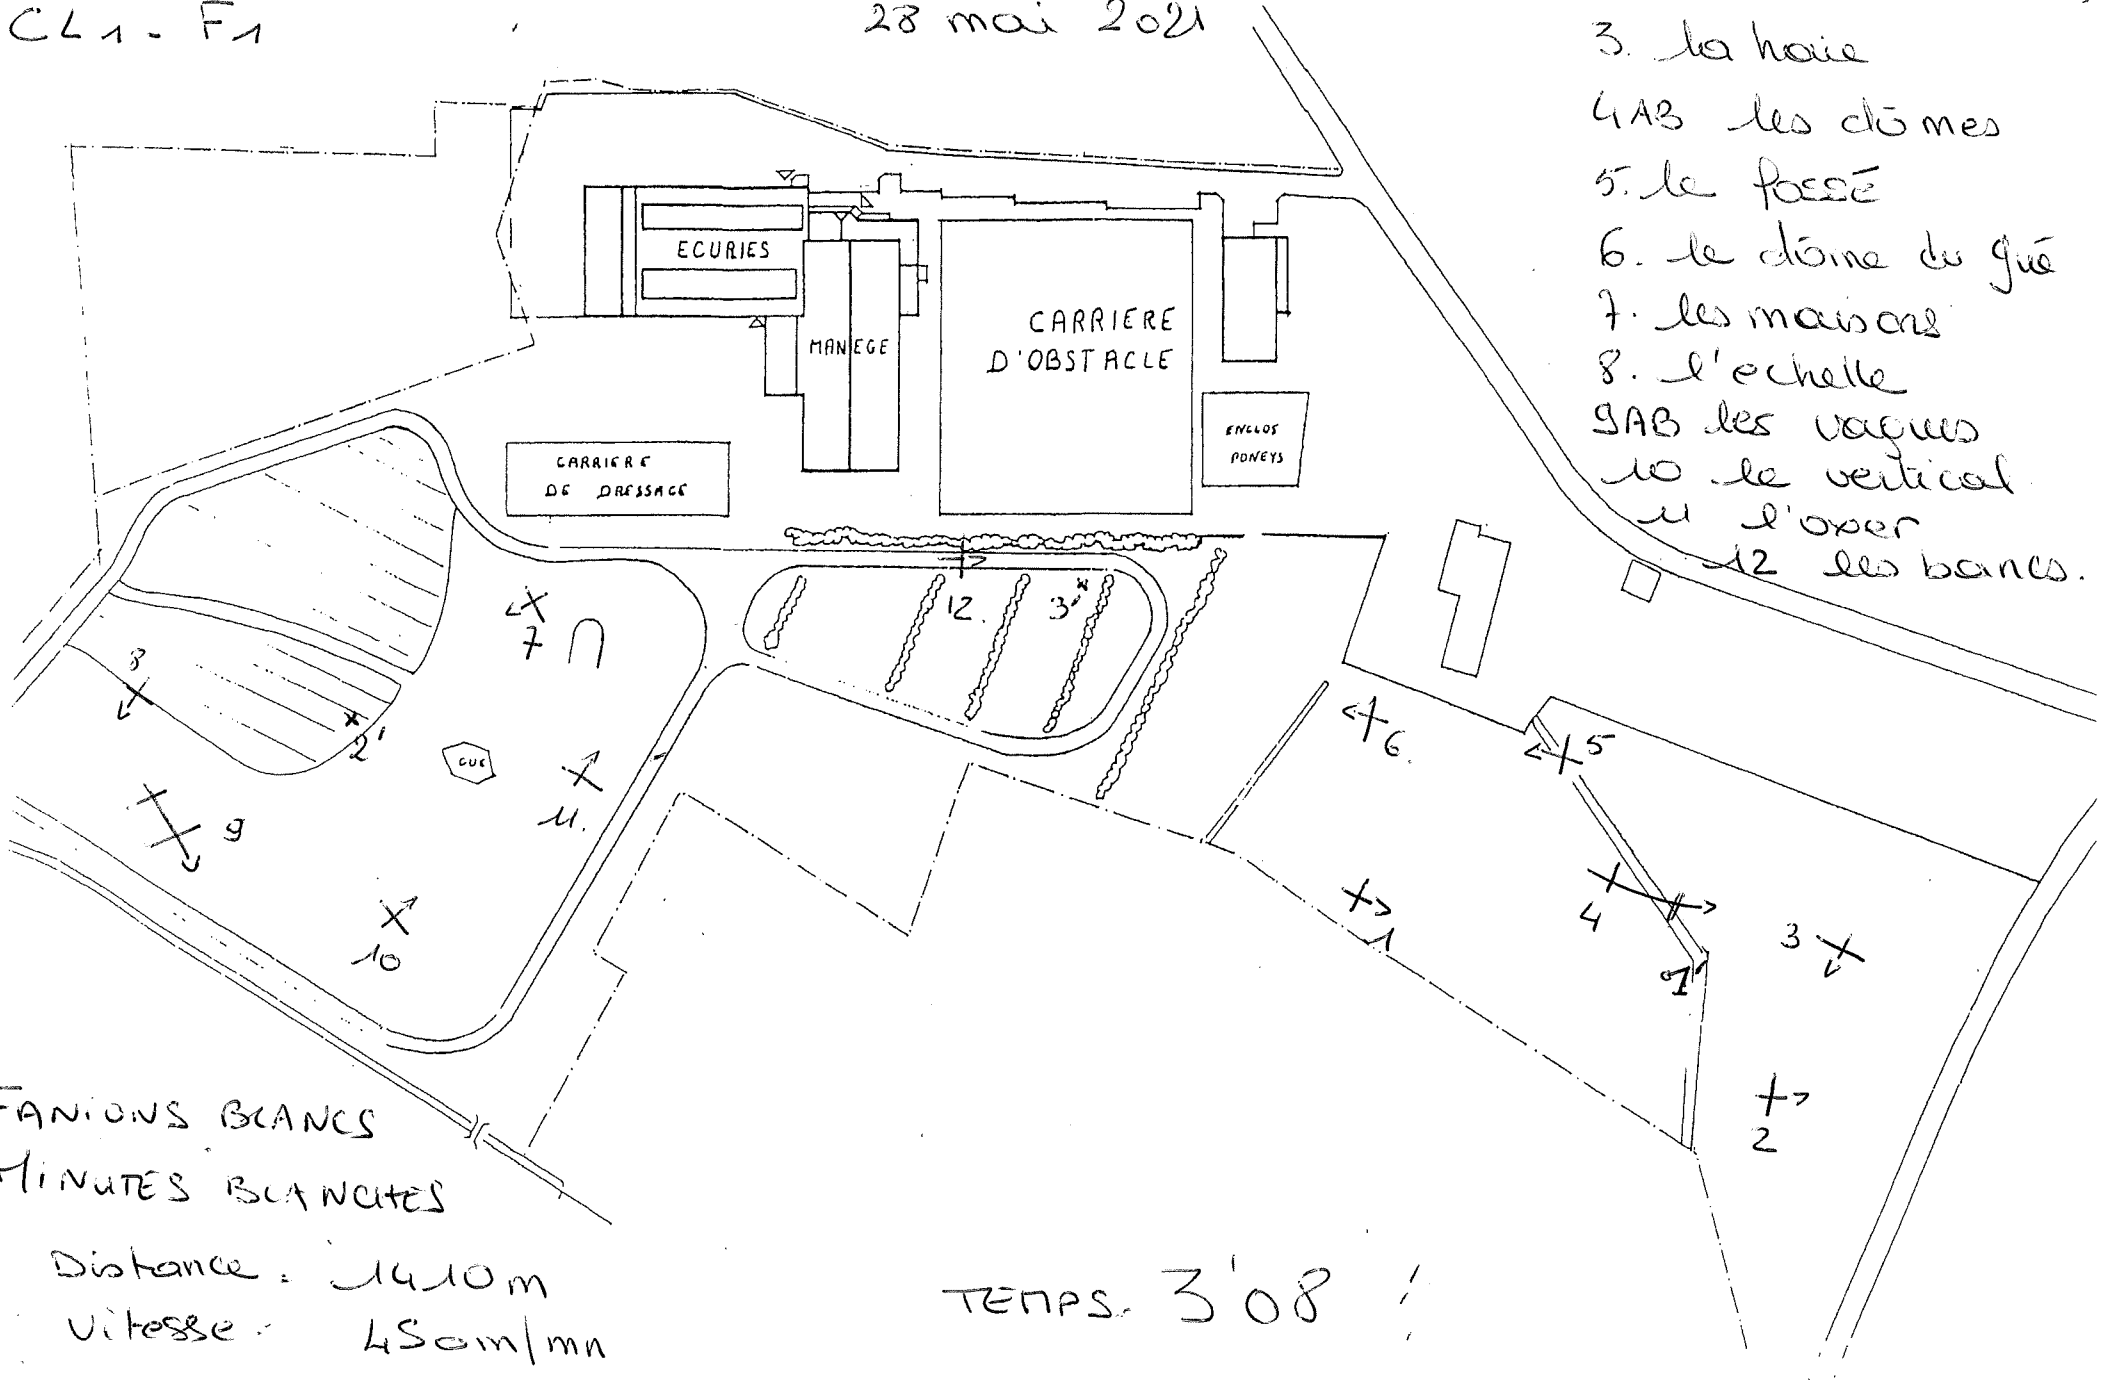 CL1 - F1
28 mai 2021
3. la haie
4AB les dômes
5. le fossé
6. le dôme du gué
7. les maisons
8. l'echelle
9AB les vagues
10 le vertical
11 l'oxer
12 les bancs.
ECURIES
MANEGE
CARRIERE
D'OBSTACLE
ENCLOS
PONEYS
CARRIERE
DE DRESSAGE
12.
3'
7
8
2'
GUE
6.
5
11.
9
4
3
10
1
1'
2
FANIONS BLANCS
MINUTES BLANCHES
Distance : 1410m
Vitesse : 450m/mn
TEMPS. 3'08